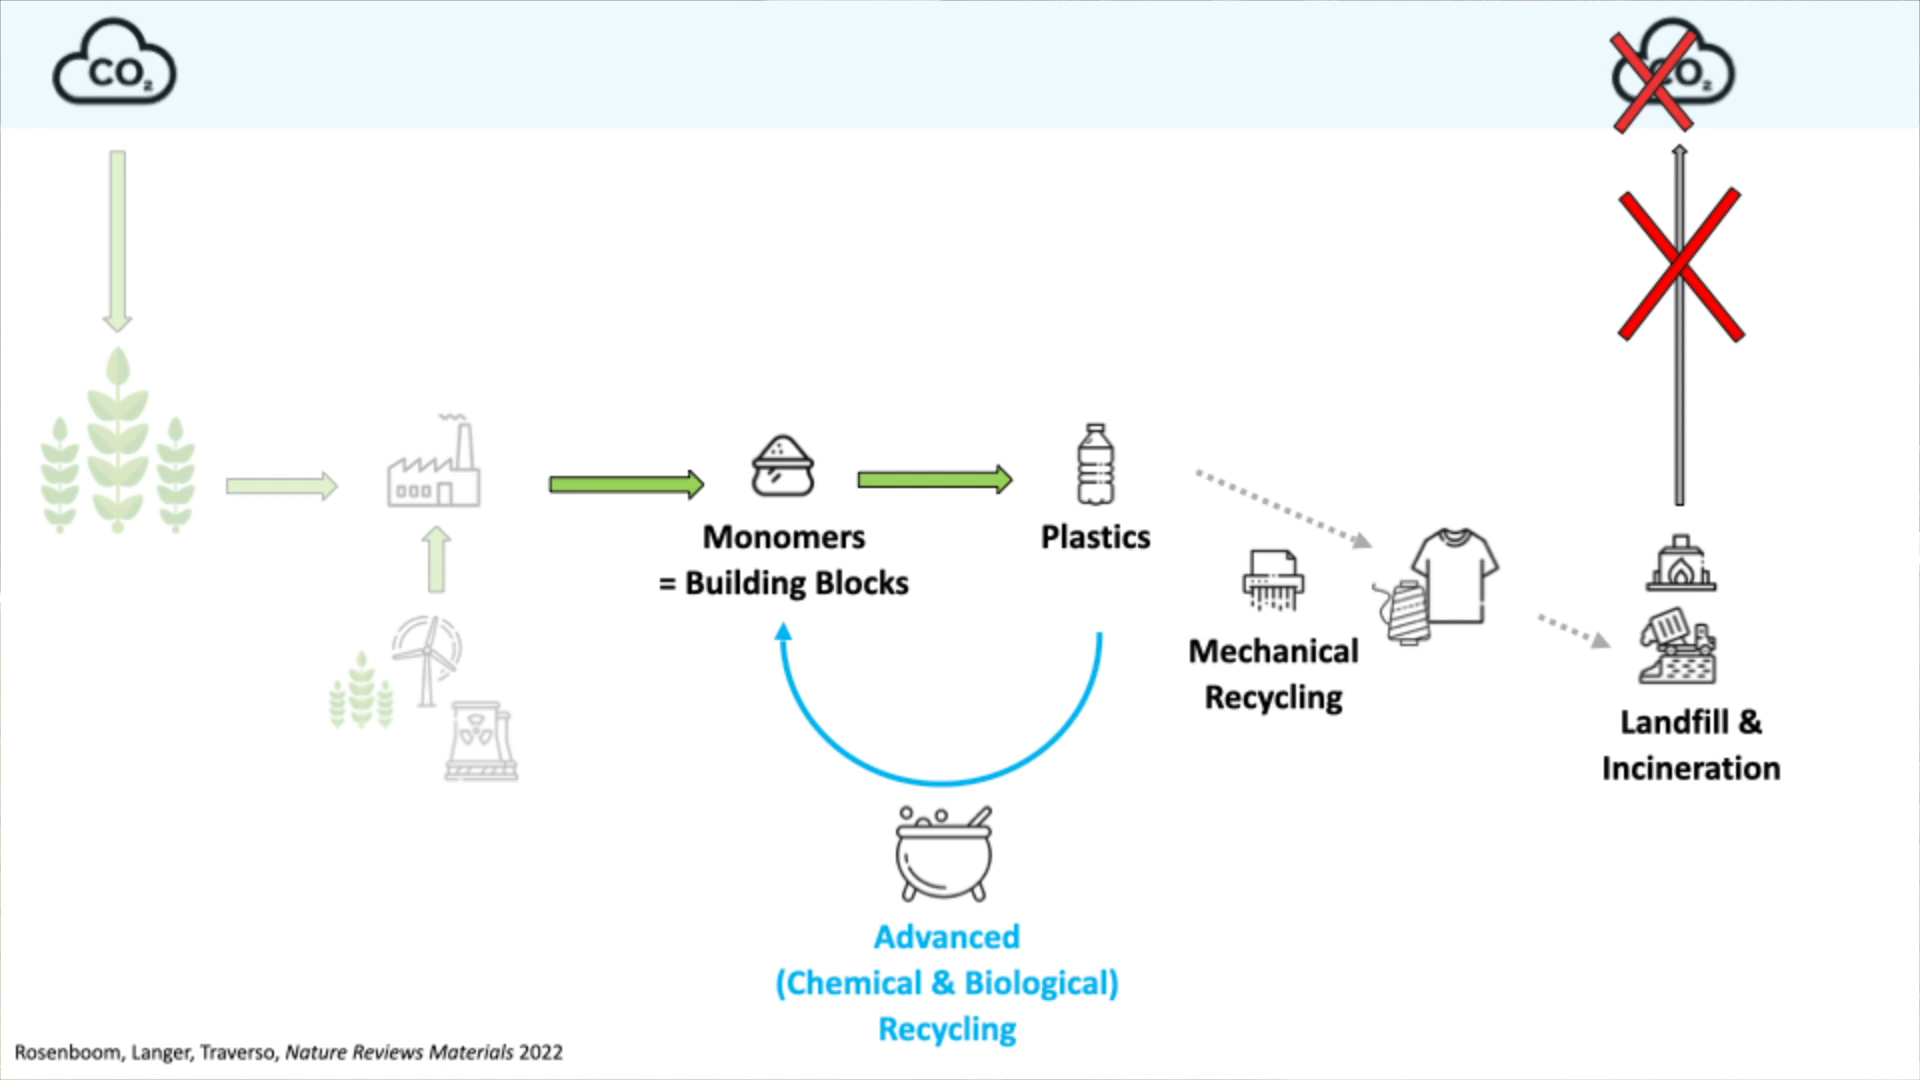 CO₂
CO₂
Monomers
= Building Blocks
Plastics
Mechanical
Recycling
Landfill &
Incineration
Advanced
(Chemical & Biological)
Recycling
Rosenboom, Langer, Traverso, Nature Reviews Materials 2022